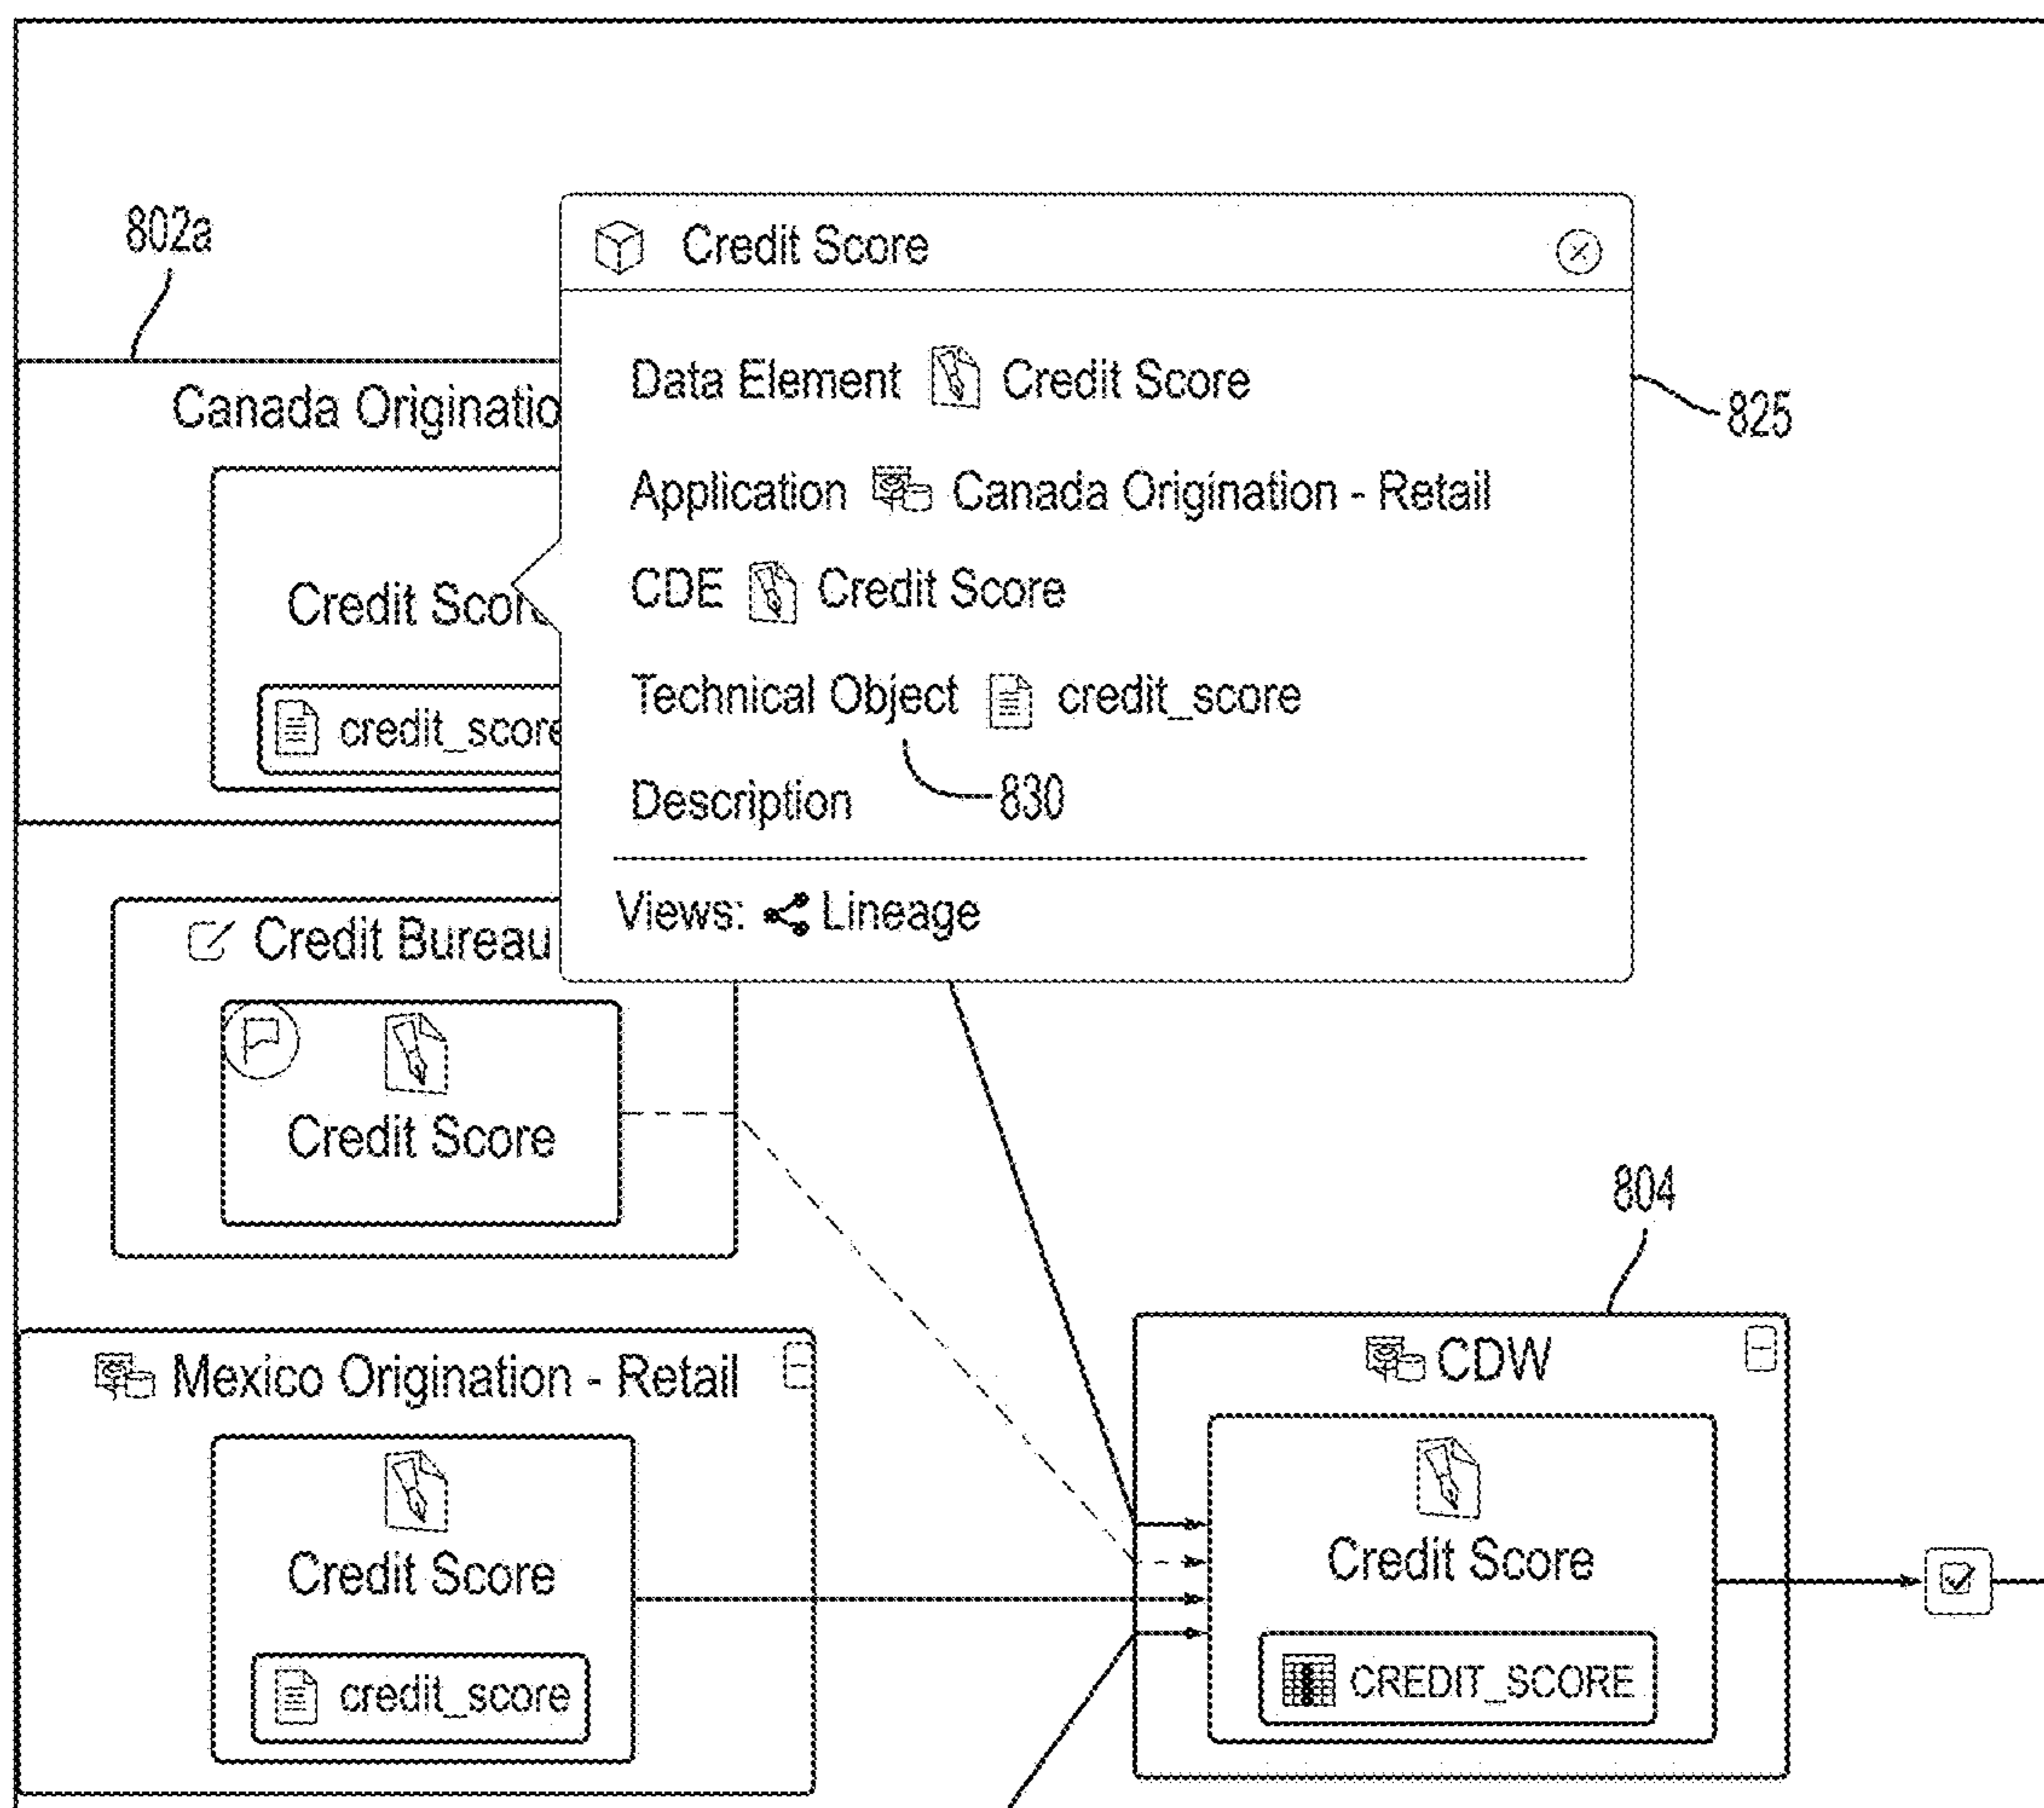 802a
Credit Score
Data Element Credit Score
825
Canada Originatio
Application Canada Origination - Retail
CDE Credit Score
Credit Scor
Technical Object credit_score
credit_score
830
Description
Views: Lineage
Credit Bureau
Credit Score
804
Mexico Origination - Retail
CDW
Credit Score
Credit Score
credit_score
CREDIT_SCORE